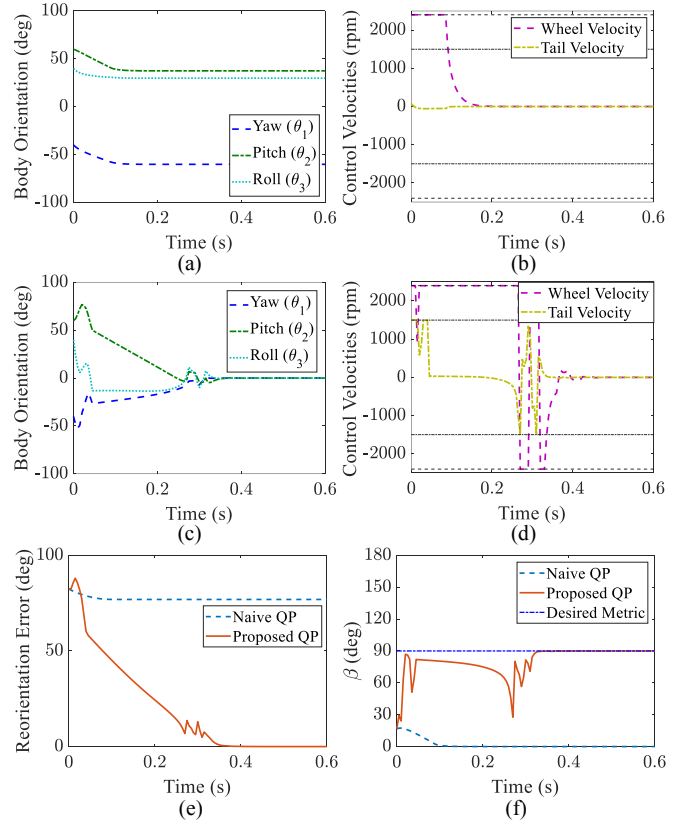 Body Orientation (deg)
100
50
0
-50
-100
0
0.2
0.4
0.6
Time (s)
Yaw (θ1)
Pitch (θ2)
Roll (θ3)
(a)
Control Velocities (rpm)
2000
1000
0
-1000
-2000
0
0.2
0.4
0.6
Time (s)
Wheel Velocity
Tail Velocity
(b)
Body Orientation (deg)
100
50
0
-50
-100
0
0.2
0.4
0.6
Time (s)
Yaw (θ1)
Pitch (θ2)
Roll (θ3)
(c)
Control Velocities (rpm)
2000
1000
0
-1000
-2000
0
0.2
0.4
0.6
Time (s)
Wheel Velocity
Tail Velocity
(d)
Reorientation Error (deg)
100
50
0
0
0.2
0.4
0.6
Time (s)
Naive QP
Proposed QP
(e)
β (deg)
180
150
120
90
60
30
0
0
0.2
0.4
0.6
Time (s)
Naive QP
Proposed QP
Desired Metric
(f)